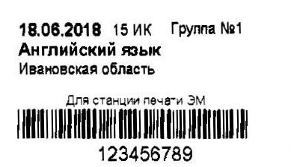 18.06.2018 15 ИК Группа №1
Английский язык
Ивановская область
Для станции печати ЭМ
123456789